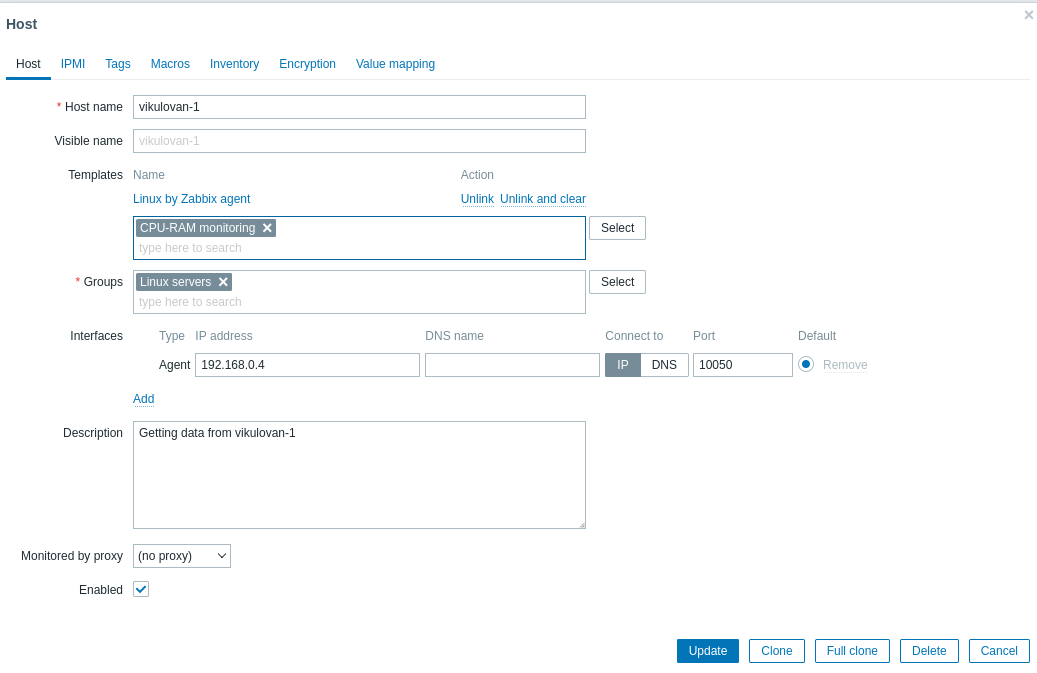 Host
Host IPMI Tags Macros Inventory Encryption Value mapping
* Host name vikulovan-1
Visible name vikulovan-1
Templates Name Action
Linux by Zabbix agent Unlink Unlink and clear
CPU-RAM monitoring Select
type here to search
* Groups Linux servers Select
type here to search
Interfaces Type IP address DNS name Connect to Port Default
Agent 192.168.0.4 IP DNS 10050 Remove
Add
Description Getting data from vikulovan-1
Monitored by proxy (no proxy)
Enabled
Update Clone Full clone Delete Cancel